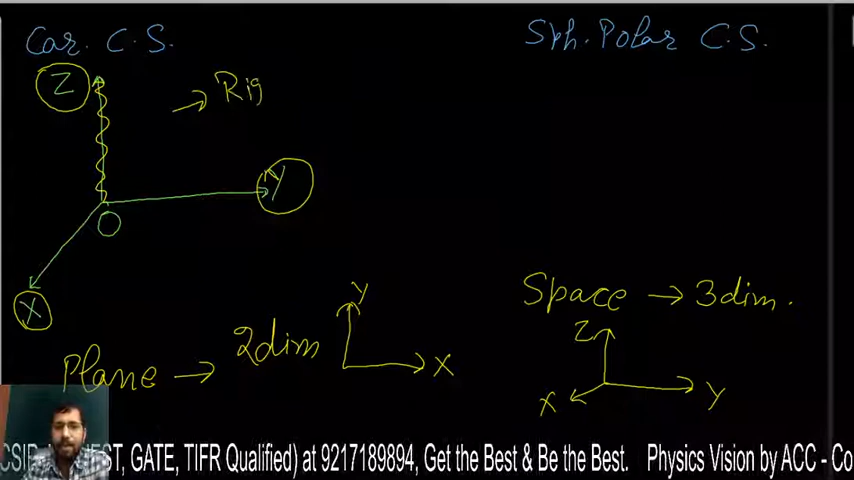 Car. C.S.
Sph. Polar C.S.
Z
→ Rig
Y
O
X
Plane → 2dim
Y
X
Space → 3dim.
Z
X
Y
CSIR, EST, GATE, TIFR Qualified) at 9217189894, Get the Best & Be the Best. Physics Vision by ACC - Co